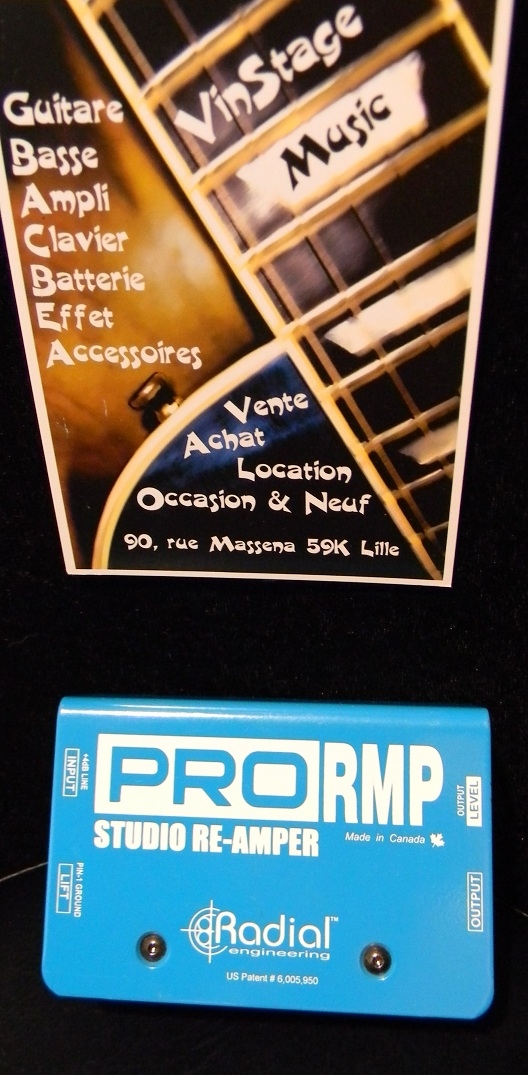 VinStage
Music
Guitare
Basse
Ampli
Clavier
Batterie
Effet
Accessoires
Vente
Achat
Location
Occasion & Neuf
90, rue Massena 59K Lille
PRO RMP
STUDIO RE-AMPER
Made in Canada
+4dB LINE
INPUT
PIN-1 GROUND
LIFT
OUTPUT
LEVEL
OUTPUT
Radial™
engineering
US Patent # 6,005,950